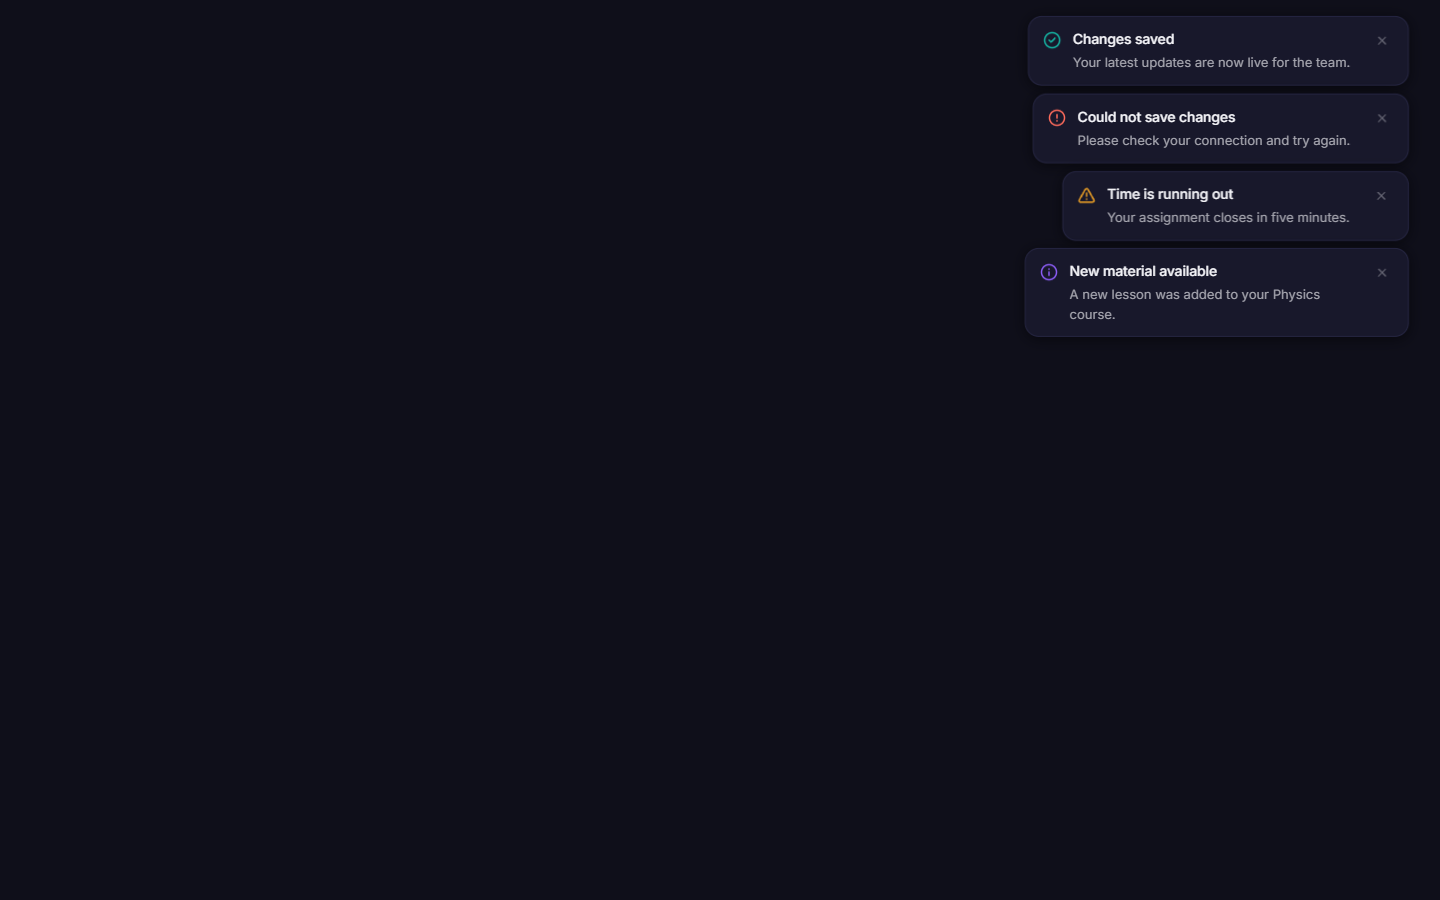 Changes saved
Your latest updates are now live for the team.
Could not save changes
Please check your connection and try again.
Time is running out
Your assignment closes in five minutes.
New material available
A new lesson was added to your Physics
course.